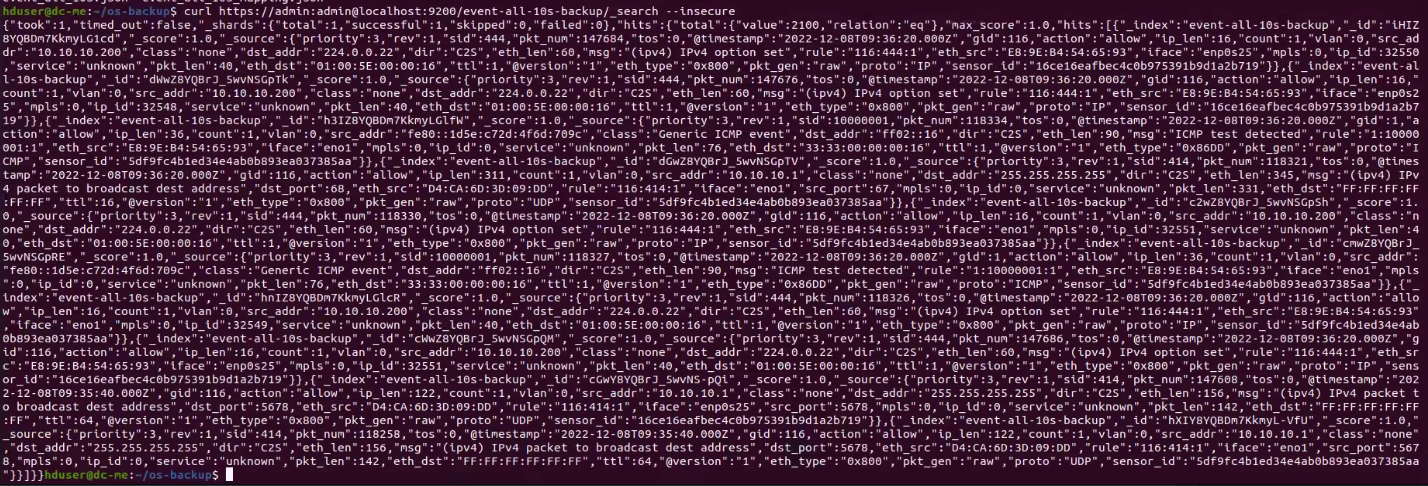 hduser@dc-me:~/os-backup$ curl https://admin:admin@localhost:9200/event-all-10s-backup/_search --insecure
{"took":1,"timed_out":false,"_shards":{"total":1,"successful":1,"skipped":0,"failed":0},"hits":{"total":{"value":2100,"relation":"eq"},"max_score":1.0,"hits":[{"_index":"event-all-10s-backup","_id":"iHIZ
8YQBDm7KkmyLG1cd","_score":1.0,"_source":{"priority":3,"rev":1,"sid":444,"pkt_num":147684,"tos":0,"@timestamp":"2022-12-08T09:36:20.000Z","gid":116,"action":"allow","ip_len":16,"count":1,"vlan":0,"src_ad
dr":"10.10.10.200","class":"none","dst_addr":"224.0.0.22","dir":"C2S","eth_len":60,"msg":"(ipv4) IPv4 option set","rule":"116:444:1","eth_src":"E8:9E:B4:54:65:93","iface":"enp0s25","mpls":0,"ip_id":32550
,"service":"unknown","pkt_len":40,"eth_dst":"01:00:5E:00:00:16","ttl":1,"@version":"1","eth_type":"0x800","pkt_gen":"raw","proto":"IP","sensor_id":"16ce16eafbec4c0b975391b9d1a2b719"}},{"_index":"event-al
l-10s-backup","_id":"dWwZ8YQBrJ_5wvNSGpTk","_score":1.0,"_source":{"priority":3,"rev":1,"sid":444,"pkt_num":147676,"tos":0,"@timestamp":"2022-12-08T09:36:20.000Z","gid":116,"action":"allow","ip_len":16,"
count":1,"vlan":0,"src_addr":"10.10.10.200","class":"none","dst_addr":"224.0.0.22","dir":"C2S","eth_len":60,"msg":"(ipv4) IPv4 option set","rule":"116:444:1","eth_src":"E8:9E:B4:54:65:93","iface":"enp0s2
5","mpls":0,"ip_id":32548,"service":"unknown","pkt_len":40,"eth_dst":"01:00:5E:00:00:16","ttl":1,"@version":"1","eth_type":"0x800","pkt_gen":"raw","proto":"IP","sensor_id":"16ce16eafbec4c0b975391b9d1a2b7
19"}},{"_index":"event-all-10s-backup","_id":"h3IZ8YQBDm7KkmyLGlfW","_score":1.0,"_source":{"priority":3,"rev":1,"sid":10000001,"pkt_num":118334,"tos":0,"@timestamp":"2022-12-08T09:36:20.000Z","gid":1,"a
ction":"allow","ip_len":36,"count":1,"vlan":0,"src_addr":"fe80::1d5e:c72d:4f6d:709c","class":"Generic ICMP event","dst_addr":"ff02::16","dir":"C2S","eth_len":90,"msg":"ICMP test detected","rule":"1:10000
001:1","eth_src":"E8:9E:B4:54:65:93","iface":"eno1","mpls":0,"ip_id":0,"service":"unknown","pkt_len":76,"eth_dst":"33:33:00:00:00:16","ttl":1,"@version":"1","eth_type":"0x86DD","pkt_gen":"raw","proto":"I
CMP","sensor_id":"5df9fc4b1ed34e4ab0b893ea037385aa"}},{"_index":"event-all-10s-backup","_id":"dGwZ8YQBrJ_5wvNSGpTV","_score":1.0,"_source":{"priority":3,"rev":1,"sid":414,"pkt_num":118321,"tos":0,"@times
tamp":"2022-12-08T09:36:20.000Z","gid":116,"action":"allow","ip_len":311,"count":1,"vlan":0,"src_addr":"10.10.10.1","class":"none","dst_addr":"255.255.255.255","dir":"C2S","eth_len":345,"msg":"(ipv4) IPv
4 packet to broadcast dest address","dst_port":68,"eth_src":"D4:CA:6D:3D:09:DD","rule":"116:414:1","iface":"eno1","src_port":67,"mpls":0,"ip_id":0,"service":"unknown","pkt_len":331,"eth_dst":"FF:FF:FF:FF
:FF:FF","ttl":16,"@version":"1","eth_type":"0x800","pkt_gen":"raw","proto":"UDP","sensor_id":"5df9fc4b1ed34e4ab0b893ea037385aa"}},{"_index":"event-all-10s-backup","_id":"c2wZ8YQBrJ_5wvNSGpSh","_score":1.
0,"_source":{"priority":3,"rev":1,"sid":444,"pkt_num":118330,"tos":0,"@timestamp":"2022-12-08T09:36:20.000Z","gid":116,"action":"allow","ip_len":16,"count":1,"vlan":0,"src_addr":"10.10.10.200","class":"n
one","dst_addr":"224.0.0.22","dir":"C2S","eth_len":60,"msg":"(ipv4) IPv4 option set","rule":"116:444:1","eth_src":"E8:9E:B4:54:65:93","iface":"eno1","mpls":0,"ip_id":32551,"service":"unknown","pkt_len":4
0,"eth_dst":"01:00:5E:00:00:16","ttl":1,"@version":"1","eth_type":"0x800","pkt_gen":"raw","proto":"IP","sensor_id":"5df9fc4b1ed34e4ab0b893ea037385aa"}},{"_index":"event-all-10s-backup","_id":"cmwZ8YQBrJ_
5wvNSGpRE","_score":1.0,"_source":{"priority":3,"rev":1,"sid":10000001,"pkt_num":118327,"tos":0,"@timestamp":"2022-12-08T09:36:20.000Z","gid":1,"action":"allow","ip_len":36,"count":1,"vlan":0,"src_addr":
"fe80::1d5e:c72d:4f6d:709c","class":"Generic ICMP event","dst_addr":"ff02::16","dir":"C2S","eth_len":90,"msg":"ICMP test detected","rule":"1:10000001:1","eth_src":"E8:9E:B4:54:65:93","iface":"eno1","mpls
":0,"ip_id":0,"service":"unknown","pkt_len":76,"eth_dst":"33:33:00:00:00:16","ttl":1,"@version":"1","eth_type":"0x86DD","pkt_gen":"raw","proto":"ICMP","sensor_id":"5df9fc4b1ed34e4ab0b893ea037385aa"}},{"_
index":"event-all-10s-backup","_id":"hnIZ8YQBDm7KkmyLGlcR","_score":1.0,"_source":{"priority":3,"rev":1,"sid":444,"pkt_num":118326,"tos":0,"@timestamp":"2022-12-08T09:36:20.000Z","gid":116,"action":"allo
w","ip_len":16,"count":1,"vlan":0,"src_addr":"10.10.10.200","class":"none","dst_addr":"224.0.0.22","dir":"C2S","eth_len":60,"msg":"(ipv4) IPv4 option set","rule":"116:444:1","eth_src":"E8:9E:B4:54:65:93"
,"iface":"eno1","mpls":0,"ip_id":32549,"service":"unknown","pkt_len":40,"eth_dst":"01:00:5E:00:00:16","ttl":1,"@version":"1","eth_type":"0x800","pkt_gen":"raw","proto":"IP","sensor_id":"5df9fc4b1ed34e4ab
0b893ea037385aa"}},{"_index":"event-all-10s-backup","_id":"cWwZ8YQBrJ_5wvNSGpQM","_score":1.0,"_source":{"priority":3,"rev":1,"sid":444,"pkt_num":147686,"tos":0,"@timestamp":"2022-12-08T09:36:20.000Z","g
id":116,"action":"allow","ip_len":16,"count":1,"vlan":0,"src_addr":"10.10.10.200","class":"none","dst_addr":"224.0.0.22","dir":"C2S","eth_len":60,"msg":"(ipv4) IPv4 option set","rule":"116:444:1","eth_sr
c":"E8:9E:B4:54:65:93","iface":"enp0s25","mpls":0,"ip_id":32551,"service":"unknown","pkt_len":40,"eth_dst":"01:00:5E:00:00:16","ttl":1,"@version":"1","eth_type":"0x800","pkt_gen":"raw","proto":"IP","sens
or_id":"16ce16eafbec4c0b975391b9d1a2b719"}},{"_index":"event-all-10s-backup","_id":"cGwY8YQBrJ_5wvNS-pQi","_score":1.0,"_source":{"priority":3,"rev":1,"sid":414,"pkt_num":147608,"tos":0,"@timestamp":"202
2-12-08T09:35:40.000Z","gid":116,"action":"allow","ip_len":122,"count":1,"vlan":0,"src_addr":"10.10.10.1","class":"none","dst_addr":"255.255.255.255","dir":"C2S","eth_len":156,"msg":"(ipv4) IPv4 packet t
o broadcast dest address","dst_port":5678,"eth_src":"D4:CA:6D:3D:09:DD","rule":"116:414:1","iface":"enp0s25","src_port":5678,"mpls":0,"ip_id":0,"service":"unknown","pkt_len":142,"eth_dst":"FF:FF:FF:FF:FF
:FF","ttl":64,"@version":"1","eth_type":"0x800","pkt_gen":"raw","proto":"UDP","sensor_id":"16ce16eafbec4c0b975391b9d1a2b719"}},{"_index":"event-all-10s-backup","_id":"hXIY8YQBDm7KkmyL-VfU","_score":1.0,"
_source":{"priority":3,"rev":1,"sid":414,"pkt_num":118258,"tos":0,"@timestamp":"2022-12-08T09:35:40.000Z","gid":116,"action":"allow","ip_len":122,"count":1,"vlan":0,"src_addr":"10.10.10.1","class":"none"
,"dst_addr":"255.255.255.255","dir":"C2S","eth_len":156,"msg":"(ipv4) IPv4 packet to broadcast dest address","dst_port":5678,"eth_src":"D4:CA:6D:3D:09:DD","rule":"116:414:1","iface":"eno1","src_port":567
8,"mpls":0,"ip_id":0,"service":"unknown","pkt_len":142,"eth_dst":"FF:FF:FF:FF:FF:FF","ttl":64,"@version":"1","eth_type":"0x800","pkt_gen":"raw","proto":"UDP","sensor_id":"5df9fc4b1ed34e4ab0b893ea037385aa
"}}]}}hduser@dc-me:~/os-backup$